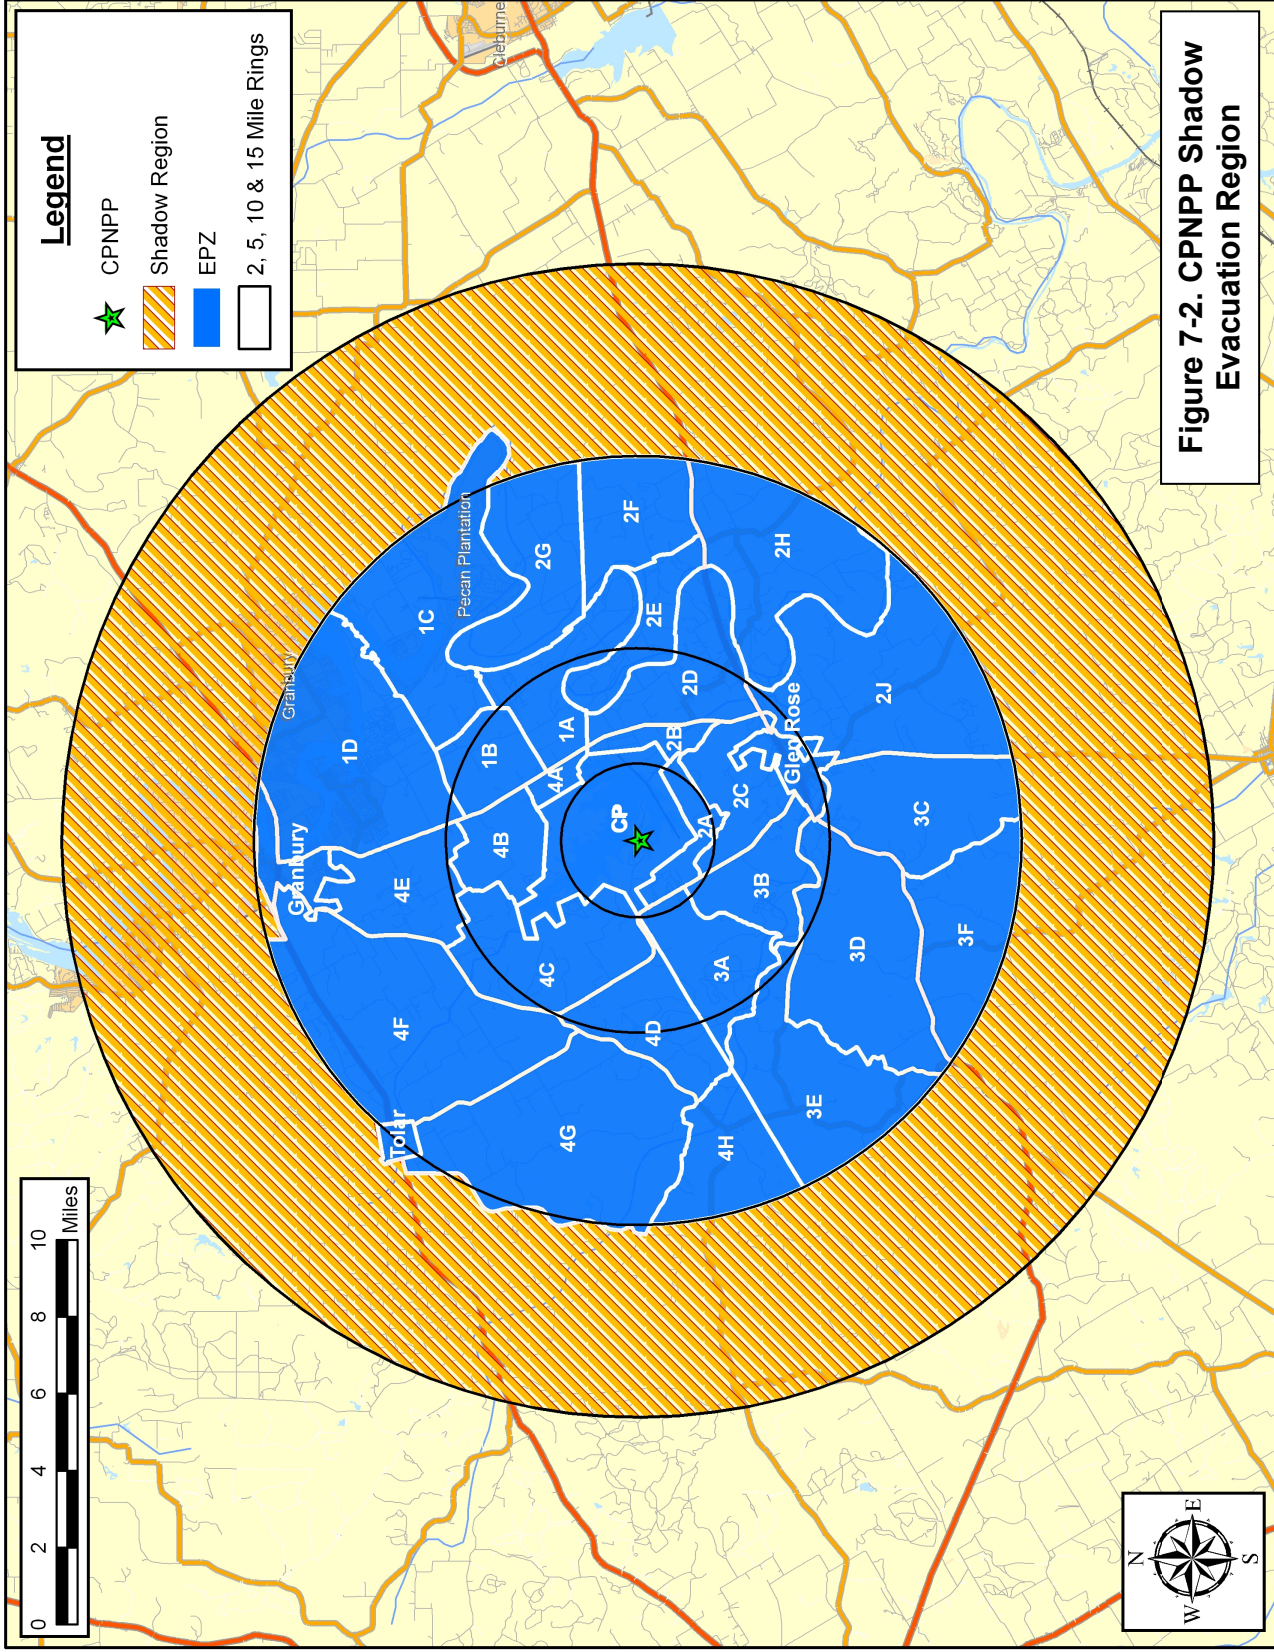 Legend
CPNPP
Shadow Region
EPZ
2, 5, 10 & 15 Mile Rings
0 2 4 6 8 10
Miles
Cleburne
Granbury
Granbury
Pecan Plantation
Tolar
Glen Rose
CP
1A
1B
1C
1D
2A
2B
2C
2D
2E
2F
2G
2H
2J
3A
3B
3C
3D
3E
3F
4A
4B
4C
4D
4E
4F
4G
4H
N
W E
S
Figure 7-2. CPNPP Shadow
Evacuation Region